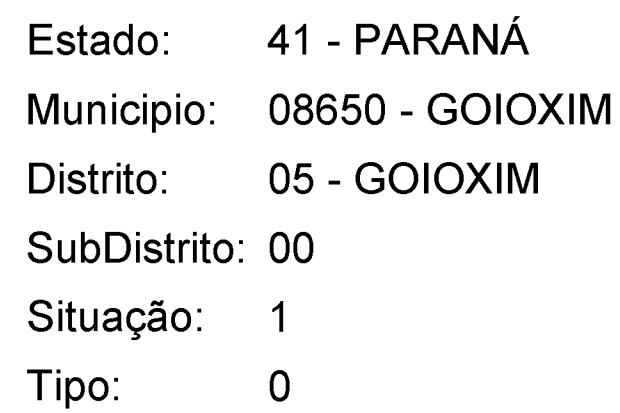 Estado: 41 - PARANÁ
Municipio: 08650 - GOIOXIM
Distrito: 05 - GOIOXIM
SubDistrito: 00
Situação: 1
Tipo: 0